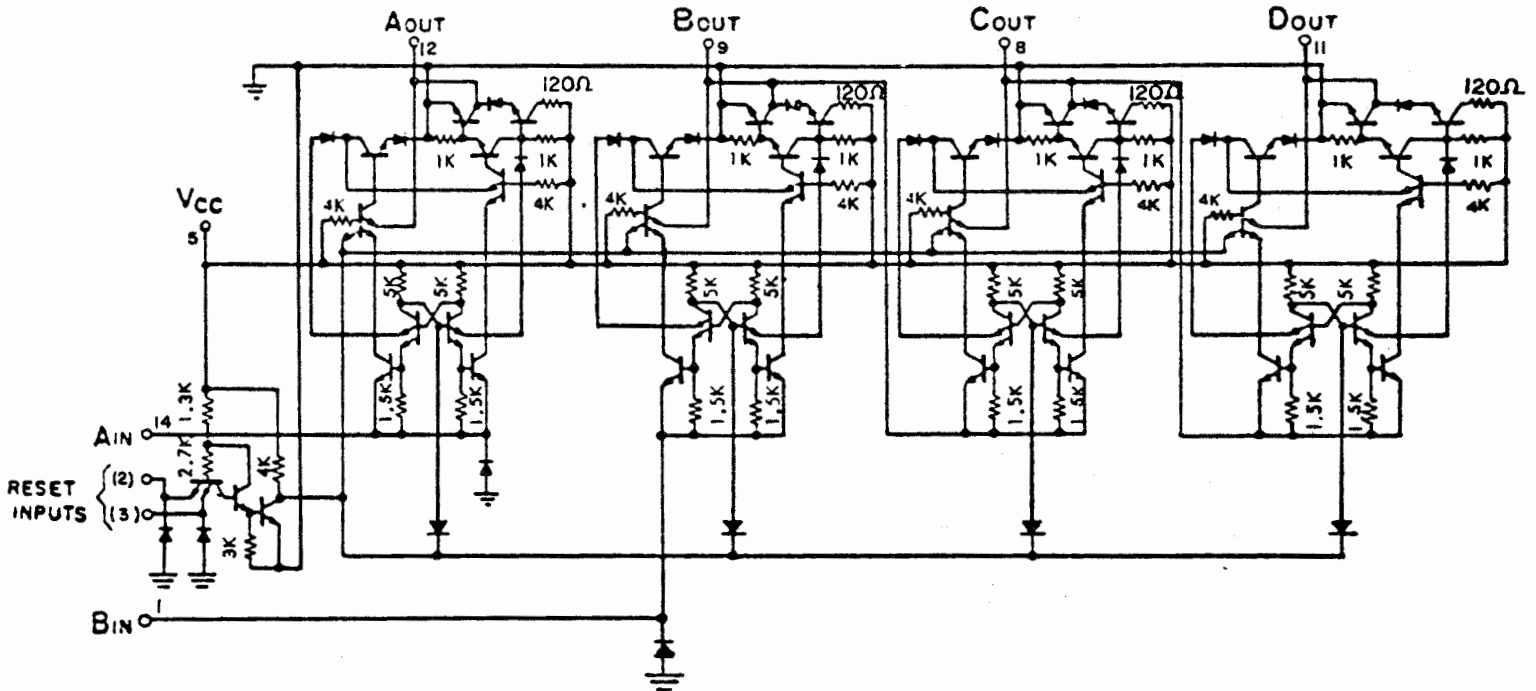 AOUT BOUT COUT DOUT
12 9 8 11
120Ω 120Ω 120Ω 120Ω
1K 1K 1K 1K 1K 1K 1K 1K
4K 4K 4K 4K 4K 4K 4K 4K
VCC
5
5K 5K 5K 5K 5K 5K 5K 5K
1.3K 1.5K 1.5K 1.5K 1.5K 1.5K 1.5K 1.5K 1.5K
AIN 14
2.7K 4K
RESET INPUTS
(2)
(3)
3K
BIN 1